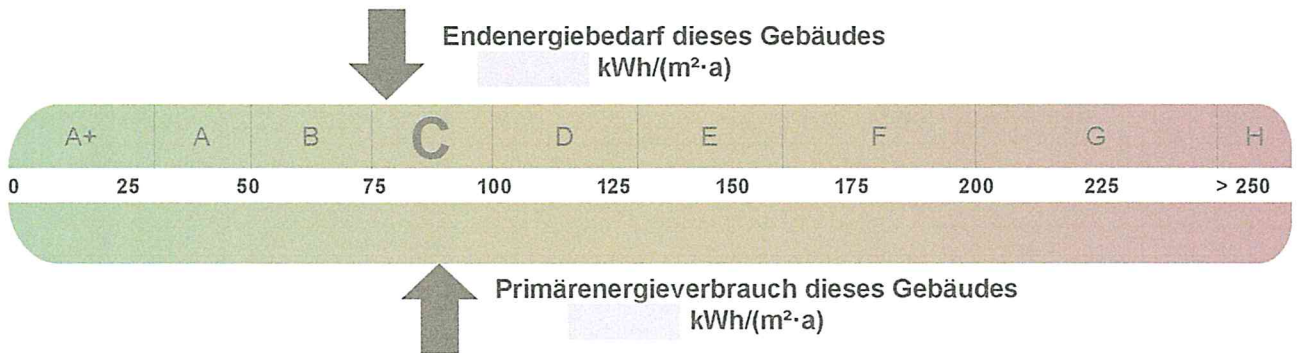 Endenergiebedarf dieses Gebäudes
kWh/(m²·a)
A+ A B C D E F G H
0 25 50 75 100 125 150 175 200 225 > 250
Primärenergieverbrauch dieses Gebäudes
kWh/(m²·a)